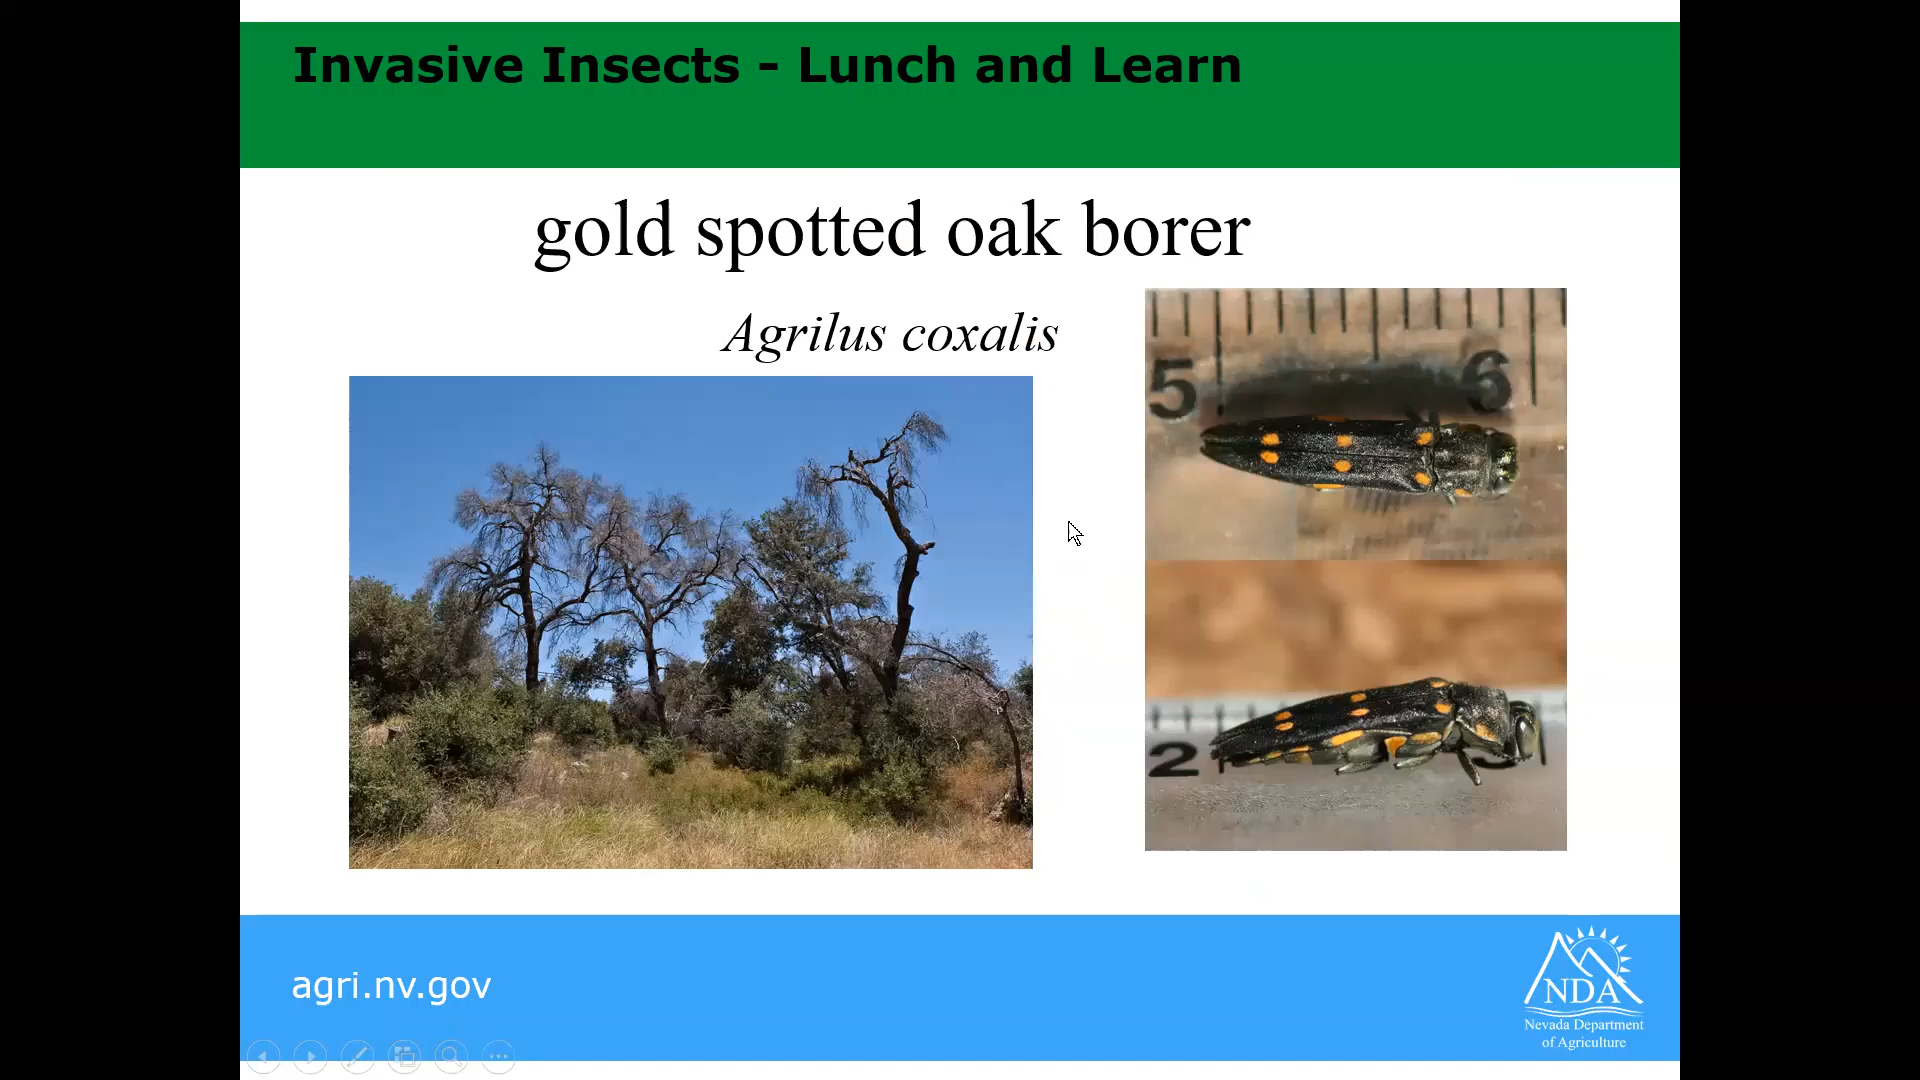 Invasive Insects - Lunch and Learn
gold spotted oak borer
Agrilus coxalis
5 6
2
agri.nv.gov
NDA
Nevada Department
of Agriculture